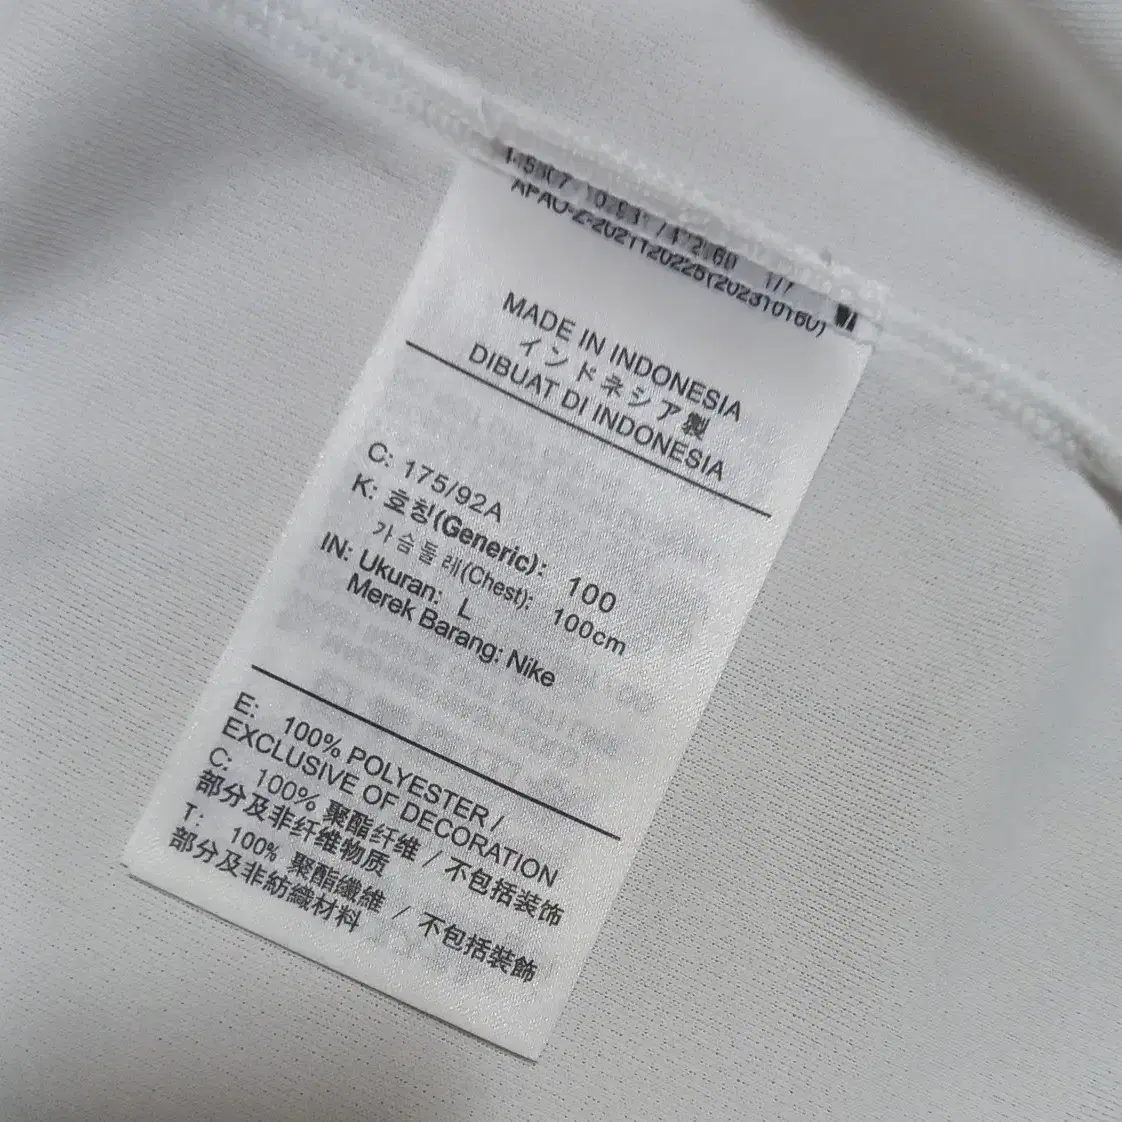 APAO-Z-2021120225(20231016U)
MADE IN INDONESIA
インドネシア製
DIBUAT DI INDONESIA
C: 175/92A
K: 호칭(Generic): 100
가슴둘레(Chest): 100cm
IN: Ukuran: L
Merek Barang: Nike
E: 100% POLYESTER /
EXCLUSIVE OF DECORATION
C: 100% 聚酯纤维 / 不包括装饰
部分及非纤维物质
T: 100% 聚酯纖維 / 不包括裝飾
部分及非紡織材料